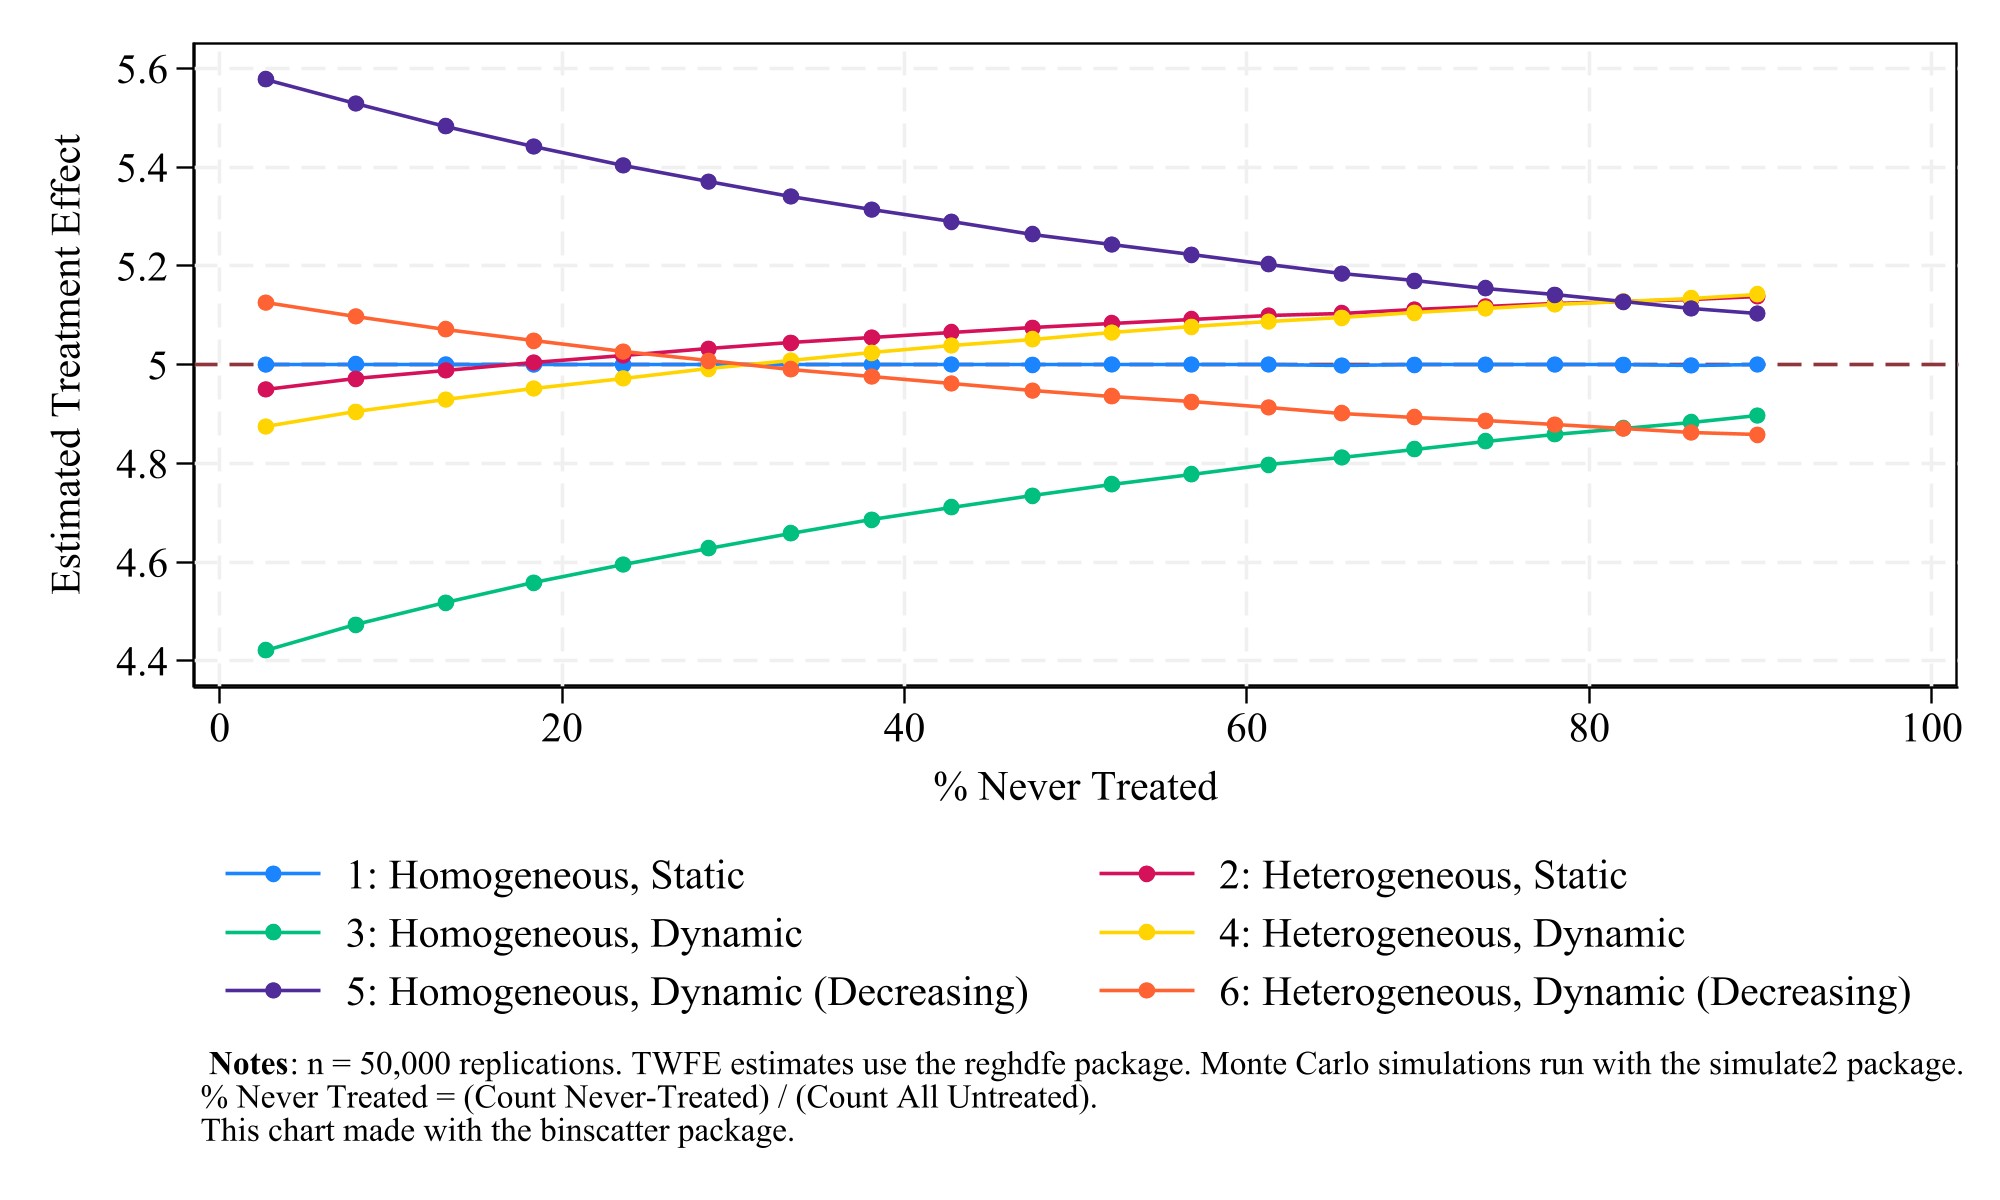 5.6
5.4
5.2
5
4.8
4.6
4.4
Estimated Treatment Effect
0 20 40 60 80 100
% Never Treated
1: Homogeneous, Static 2: Heterogeneous, Static
3: Homogeneous, Dynamic 4: Heterogeneous, Dynamic
5: Homogeneous, Dynamic (Decreasing) 6: Heterogeneous, Dynamic (Decreasing)
Notes: n = 50,000 replications. TWFE estimates use the reghdfe package. Monte Carlo simulations run with the simulate2 package.
% Never Treated = (Count Never-Treated) / (Count All Untreated).
This chart made with the binscatter package.